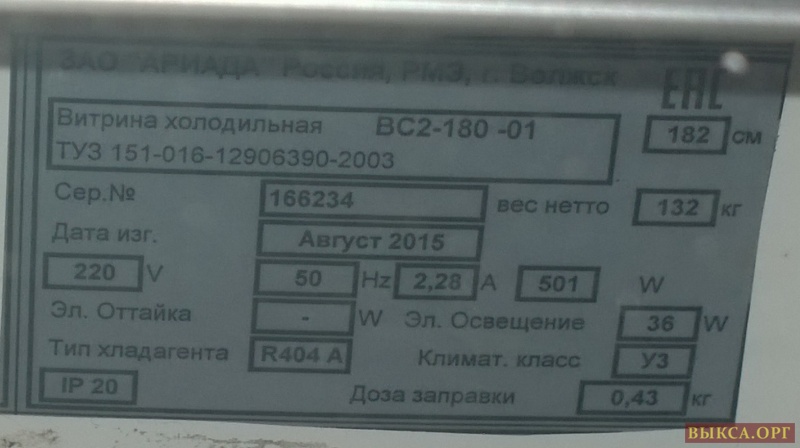 ЗАО "АРИАДА" Россия, РМЭ, г. Волжск
ЕАС
Витрина холодильная ВС2-180 -01 182 см
ТУ3 151-016-12906390-2003
Сер.№ 166234 вес нетто 132 кг
Дата изг. Август 2015
220 V 50 Hz 2,28 A 501 W
Эл. Оттайка - W Эл. Освещение 36 W
Тип хладагента R404 A Климат. класс У3
IP 20 Доза заправки 0,43 кг
ВЫКСА.ОРГ